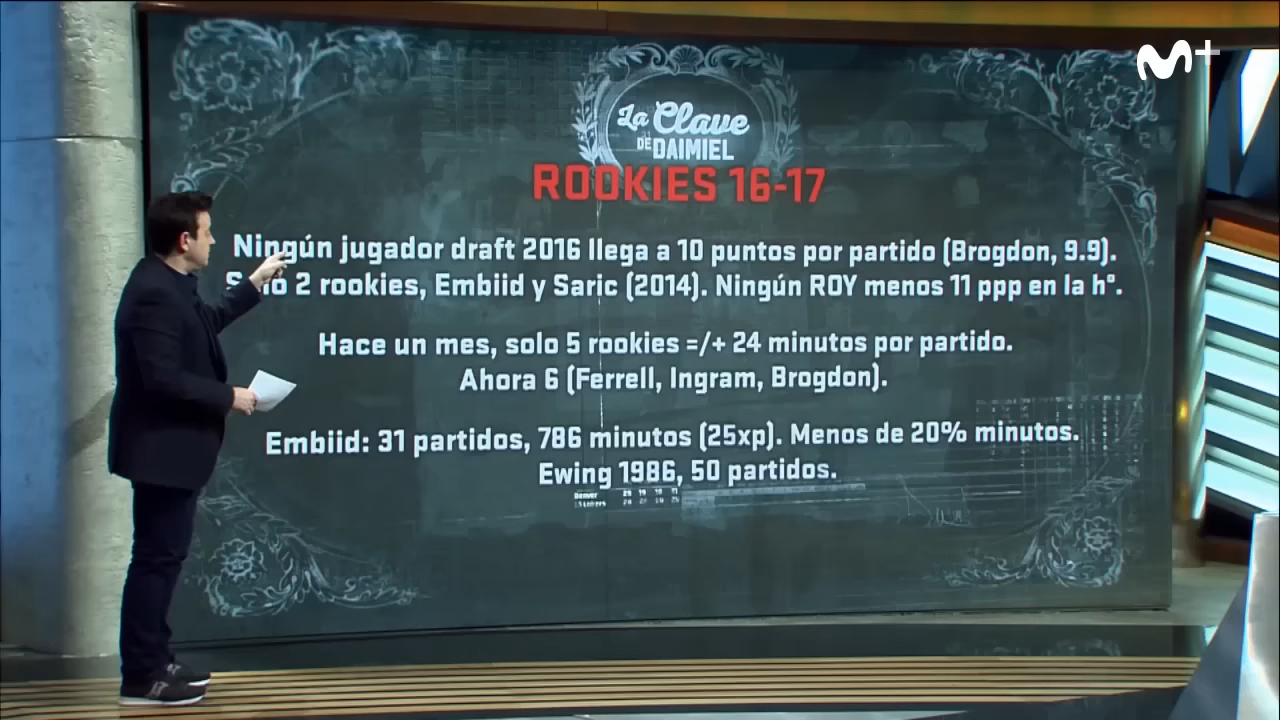 M+
La Clave
DE DAIMIEL
ROOKIES 16-17
Ningún jugador draft 2016 llega a 10 puntos por partido (Brogdon, 9.9).
2 rookies, Embiid y Saric (2014). Ningún ROY menos 11 ppp en la hª.
Hace un mes, solo 5 rookies =/+ 24 minutos por partido.
Ahora 6 (Ferrell, Ingram, Brogdon).
Embiid: 31 partidos, 786 minutos (25xp). Menos de 20% minutos.
Ewing 1986, 50 partidos.
Denver